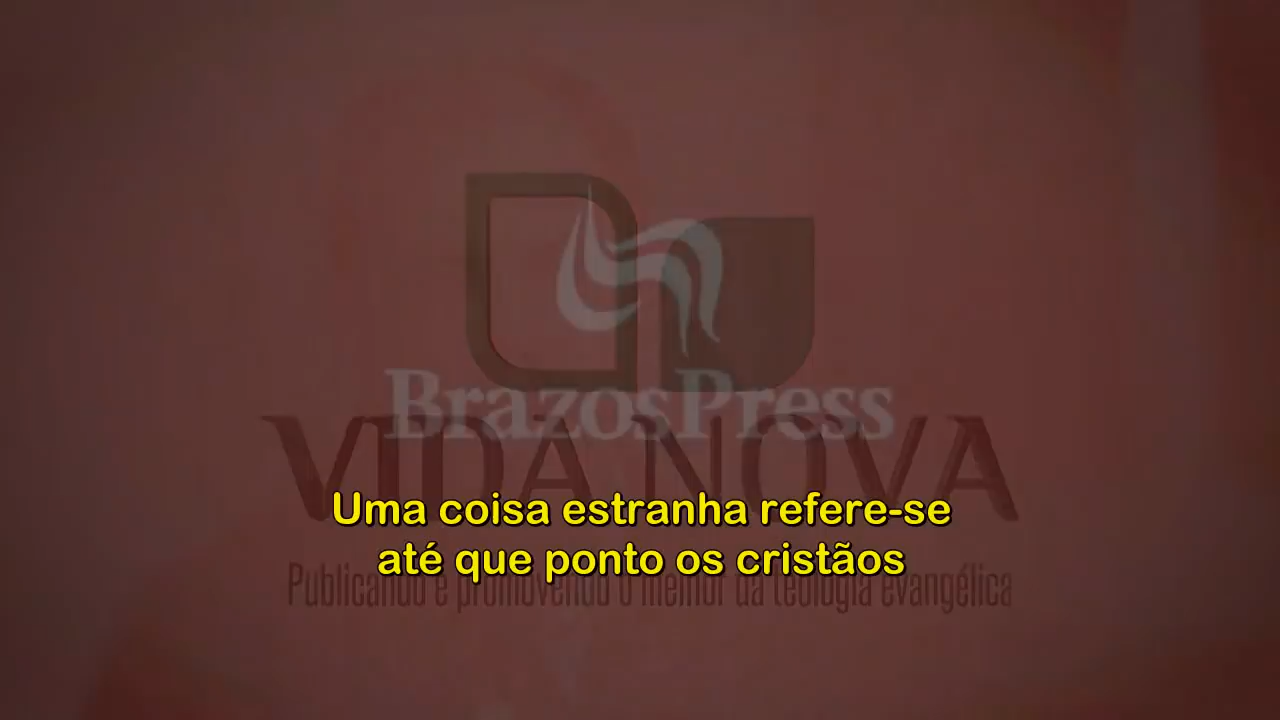 BRAZOSPRESS
VIDA NOVA
Uma coisa estranha refere-se
até que ponto os cristãos
Publicando e promovendo o melhor da teologia evangélica